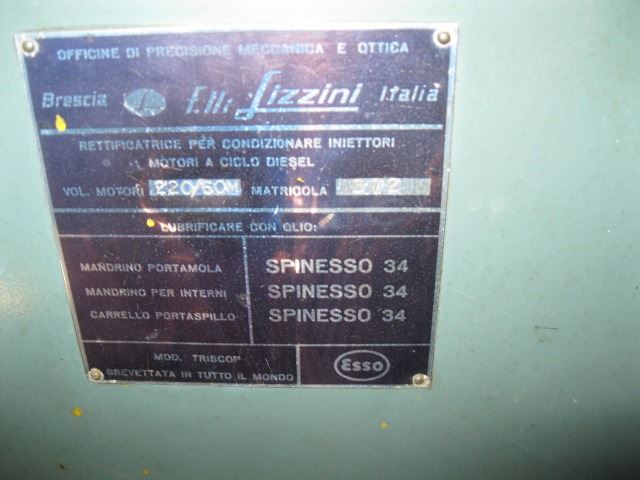 OFFICINE DI PRECISIONE MECCANICA E OTTICA
Brescia F.lli Lizzini Italia
RETTIFICATRICE PER CONDIZIONARE INIETTORI
MOTORI A CICLO DIESEL
VOL. MOTORI 220/50M MATRICOLA 372
LUBRIFICARE CON OLIO:
MANDRINO PORTAMOLA SPINESSO 34
MANDRINO PER INTERNI SPINESSO 34
CARRELLO PORTASPILLO SPINESSO 34
MOD. TRISCOP
BREVETTATA IN TUTTO IL MONDO
Esso